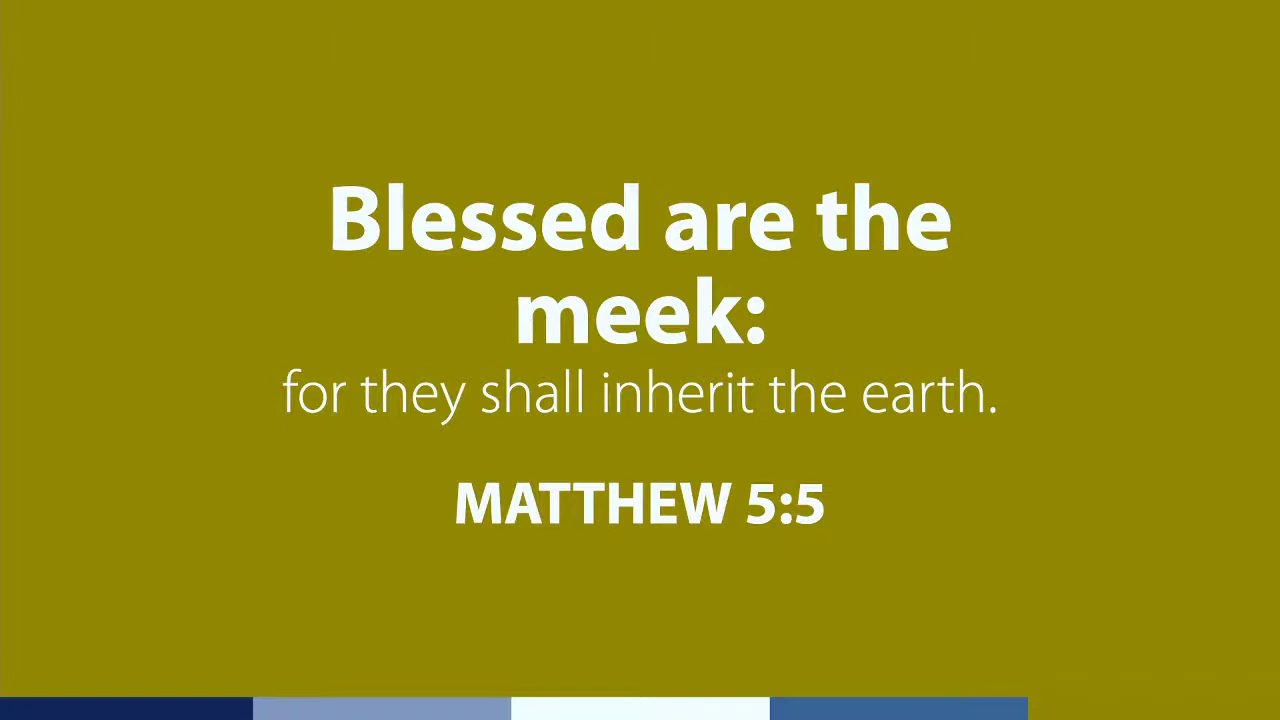 Blessed are the
meek:
for they shall inherit the earth.
MATTHEW 5:5